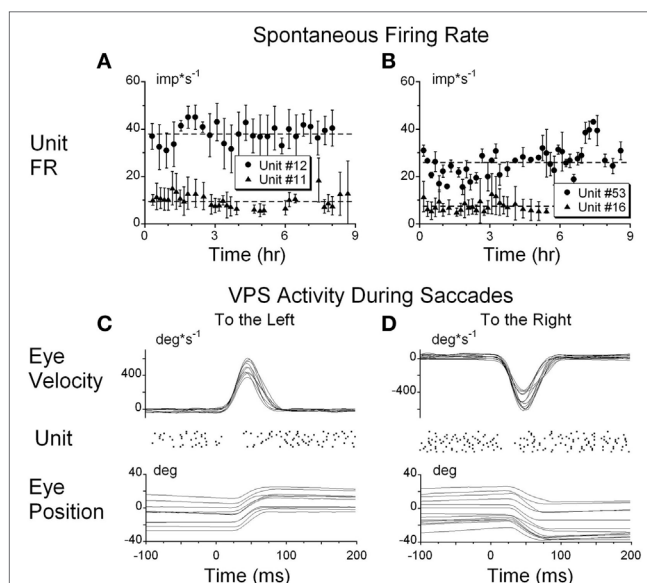 Spontaneous Firing Rate
A
B
imp*s-1
imp*s-1
Unit
FR
60
40
20
0
Unit #12
Unit #11
0 3 6 9
Time (hr)
60
40
20
0
Unit #53
Unit #16
0 3 6 9
Time (hr)
VPS Activity During Saccades
C
To the Left
D
To the Right
deg*s-1
deg*s-1
Eye
Velocity
400
0
0
-400
Unit
Eye
Position
deg
deg
40
0
-40
40
0
-40
-100 0 100 200
Time (ms)
-100 0 100 200
Time (ms)